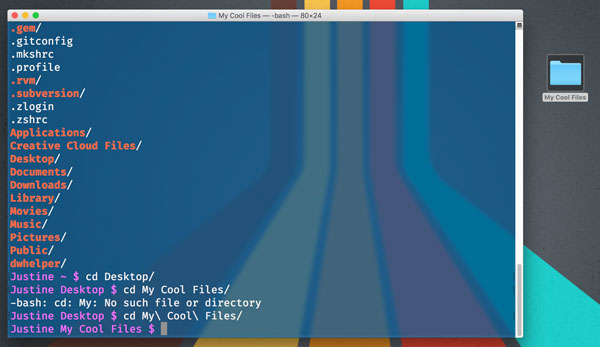 My Cool Files — -bash — 80×24
.gem/
.gitconfig
.mkshrc
.profile
.rvm/
.subversion/
.zlogin
.zshrc
Applications/
Creative Cloud Files/
Desktop/
Documents/
Downloads/
Library/
Movies/
Music/
Pictures/
Public/
dwhelper/
Justine ~ $ cd Desktop/
Justine Desktop $ cd My Cool Files/
-bash: cd: My: No such file or directory
Justine Desktop $ cd My\ Cool\ Files/
Justine My Cool Files $
My Cool Files